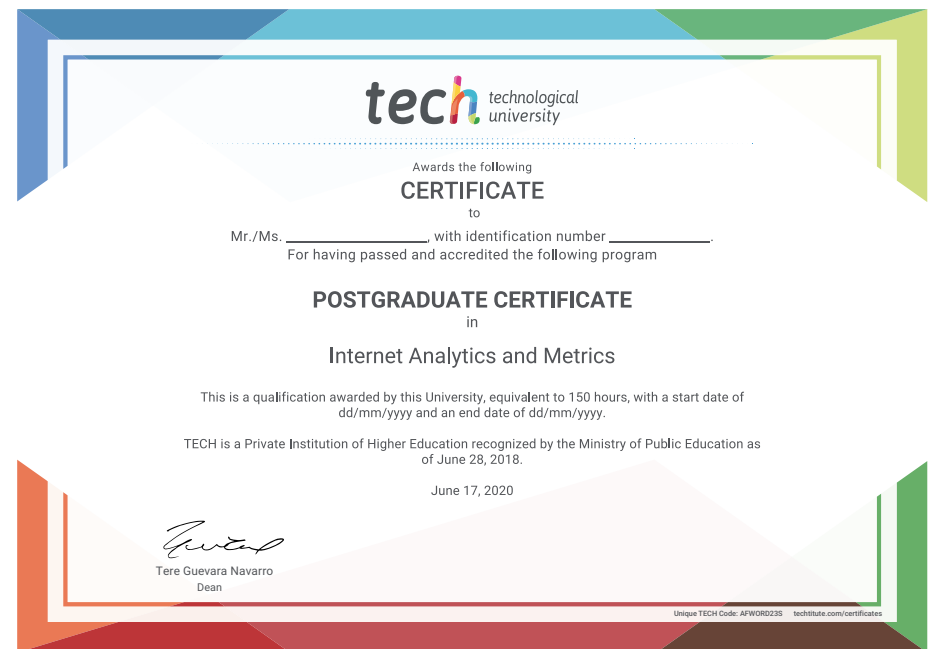 tech technological
university
Awards the following
CERTIFICATE
to
Mr./Ms. ____________________, with identification number ______________.
For having passed and accredited the following program
POSTGRADUATE CERTIFICATE
in
Internet Analytics and Metrics
This is a qualification awarded by this University, equivalent to 150 hours, with a start date of
dd/mm/yyyy and an end date of dd/mm/yyyy.
TECH is a Private Institution of Higher Education recognized by the Ministry of Public Education as
of June 28, 2018.
June 17, 2020
Tere Guevara Navarro
Dean
Unique TECH Code: AFWORD23S techtitute.com/certificates